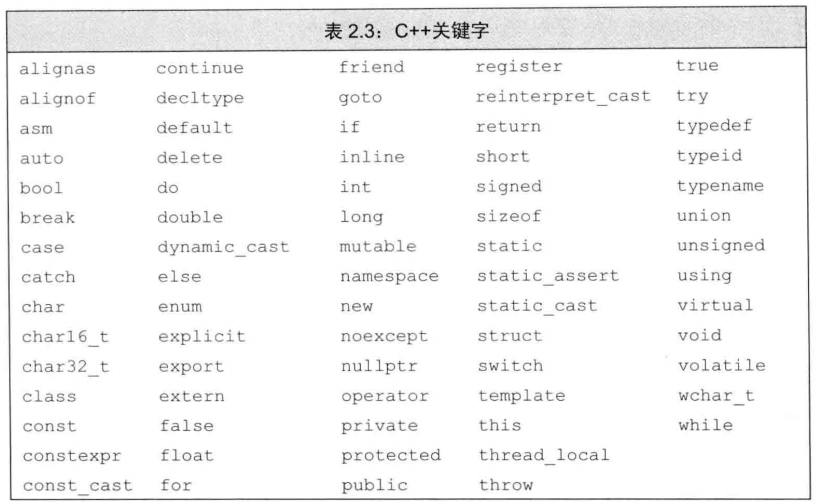 表 2.3：C++关键字
alignas continue friend register true
alignof decltype goto reinterpret_cast try
asm default if return typedef
auto delete inline short typeid
bool do int signed typename
break double long sizeof union
case dynamic_cast mutable static unsigned
catch else namespace static_assert using
char enum new static_cast virtual
char16_t explicit noexcept struct void
char32_t export nullptr switch volatile
class extern operator template wchar_t
const false private this while
constexpr float protected thread_local
const_cast for public throw